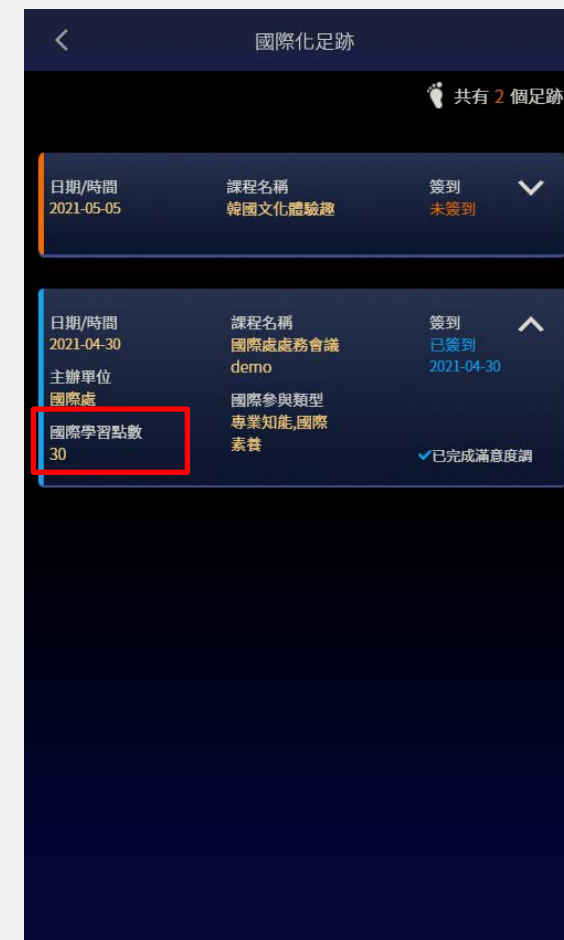 國際化足跡
共有 2 個足跡
日期/時間
2021-05-05
課程名稱
韓國文化體驗趣
簽到
未簽到
日期/時間
2021-04-30
主辦單位
國際處
國際學習點數
30
課程名稱
國際處處務會議
demo
國際參與類型
專業知能,國際
素養
簽到
已簽到
2021-04-30
已完成滿意度調